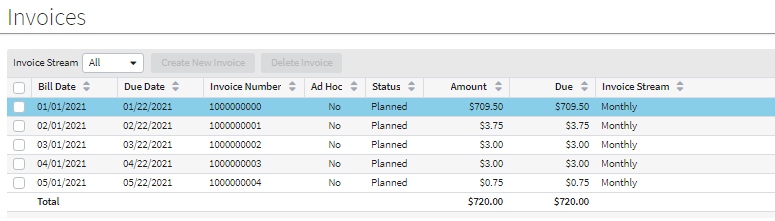 Invoices
Invoice Stream All Create New Invoice Delete Invoice
Bill Date Due Date Invoice Number Ad Hoc Status Amount Due Invoice Stream
01/01/2021 01/22/2021 1000000000 No Planned $709.50 $709.50 Monthly
02/01/2021 02/22/2021 1000000001 No Planned $3.75 $3.75 Monthly
03/01/2021 03/22/2021 1000000002 No Planned $3.00 $3.00 Monthly
04/01/2021 04/22/2021 1000000003 No Planned $3.00 $3.00 Monthly
05/01/2021 05/22/2021 1000000004 No Planned $0.75 $0.75 Monthly
Total $720.00 $720.00